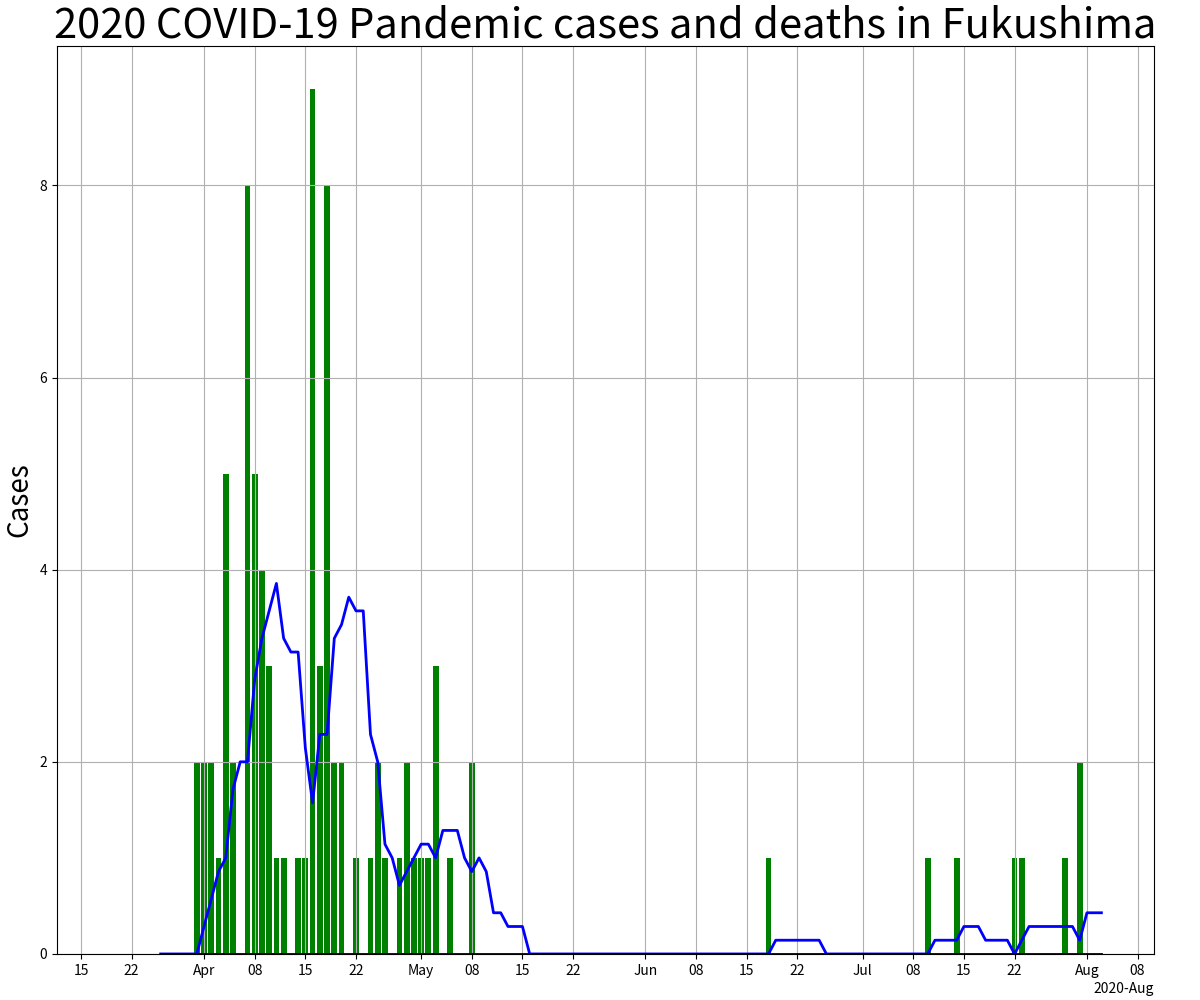 2020 COVID-19 Pandemic cases and deaths in Fukushima
Cases
8
6
4
2
0
15 22 Apr 08 15 22 May 08 15 22 Jun 08 15 22 Jul 08 15 22 Aug 08
2020-Aug